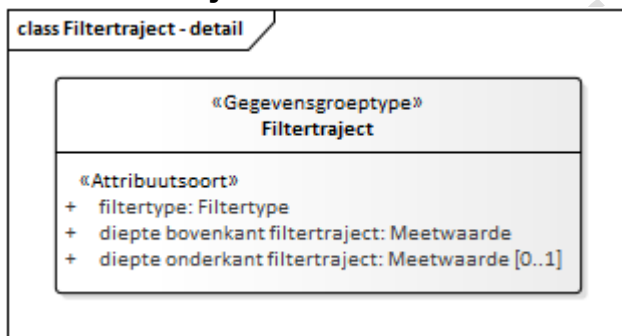 class Filtertraject - detail
«Gegevensgroeptype»
Filtertraject
«Attribuutsoort»
+ filtertype: Filtertype
+ diepte bovenkant filtertraject: Meetwaarde
+ diepte onderkant filtertraject: Meetwaarde [0..1]